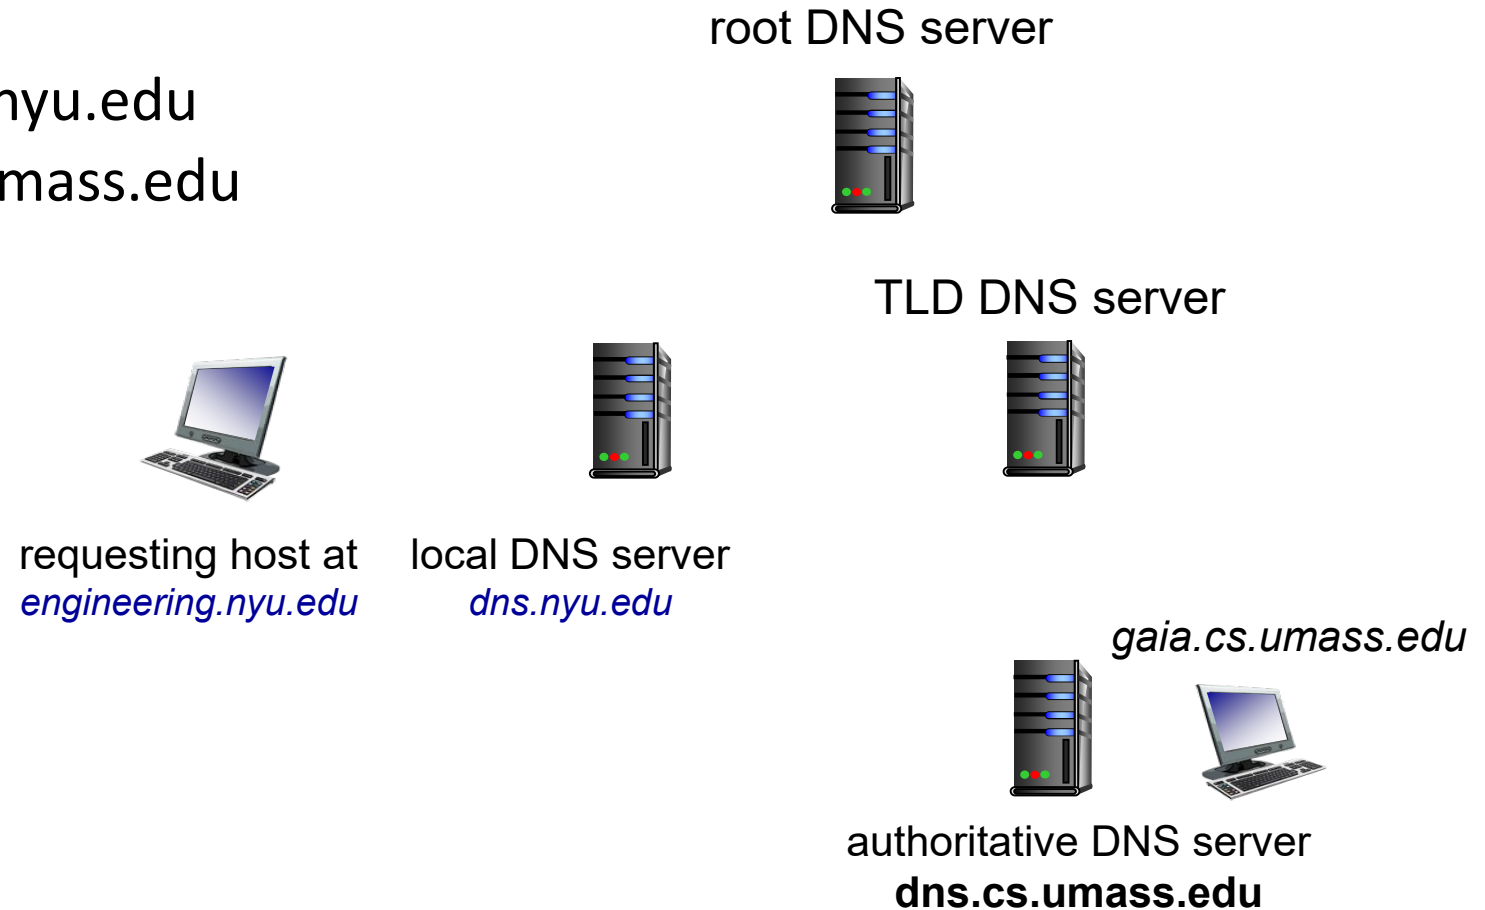 root DNS server
nyu.edu
mass.edu
TLD DNS server
requesting host at
engineering.nyu.edu
local DNS server
dns.nyu.edu
gaia.cs.umass.edu
authoritative DNS server
dns.cs.umass.edu